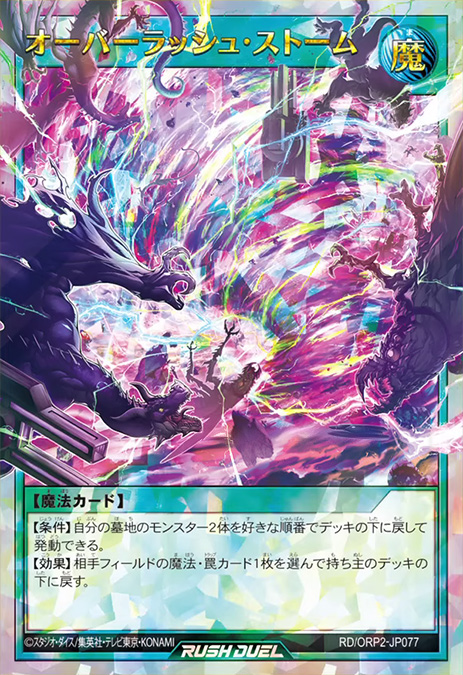 オーバーラッシュ・ストーム
魔
【魔法カード】
【条件】自分の墓地のモンスター2体を好きな順番でデッキの下に戻して
発動できる。
【効果】相手フィールドの魔法・罠カード1枚を選んで持ち主のデッキの
下に戻す。
©スタジオ・ダイス/集英社・テレビ東京・KONAMI
RUSH DUEL
RD/ORP2-JP077